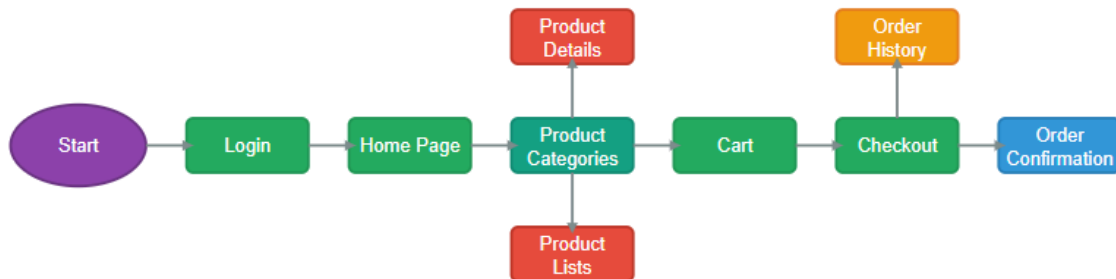 Product
Details
Order
History
Start
Login
Home Page
Product
Categories
Cart
Checkout
Order
Confirmation
Product
Lists